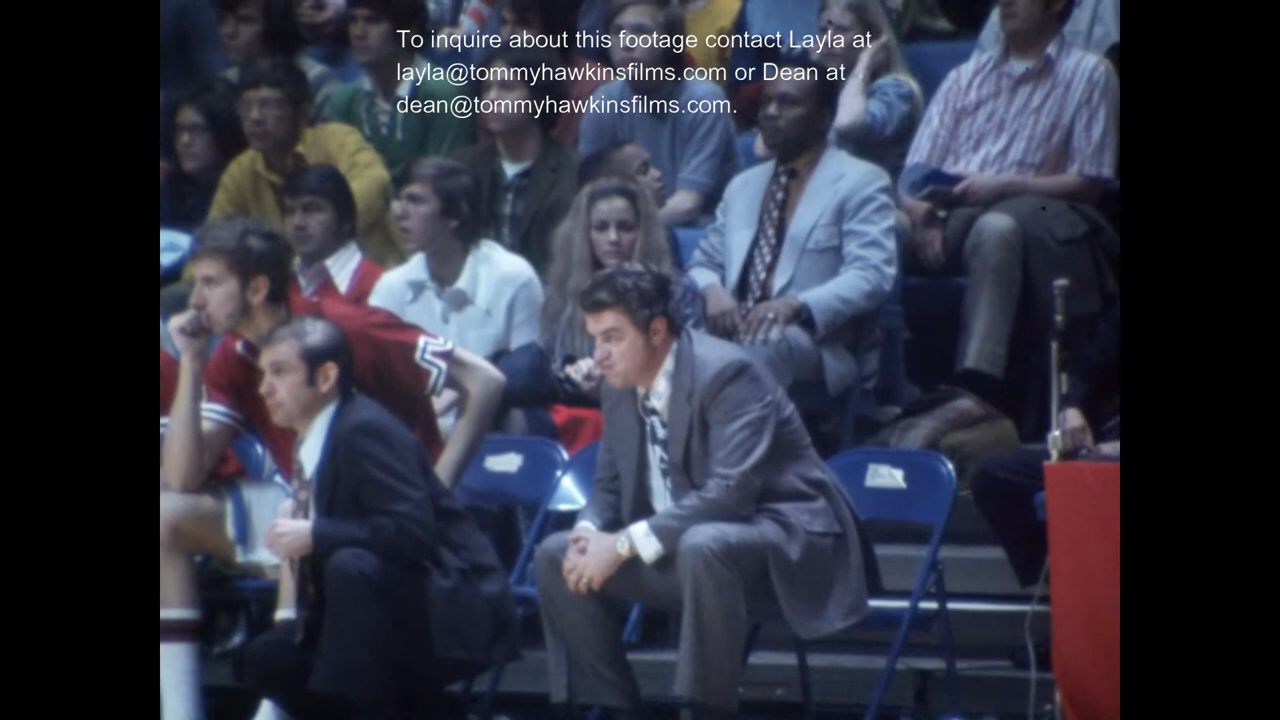 To inquire about this footage contact Layla at
layla@tommyhawkinsfilms.com or Dean at
dean@tommyhawkinsfilms.com.